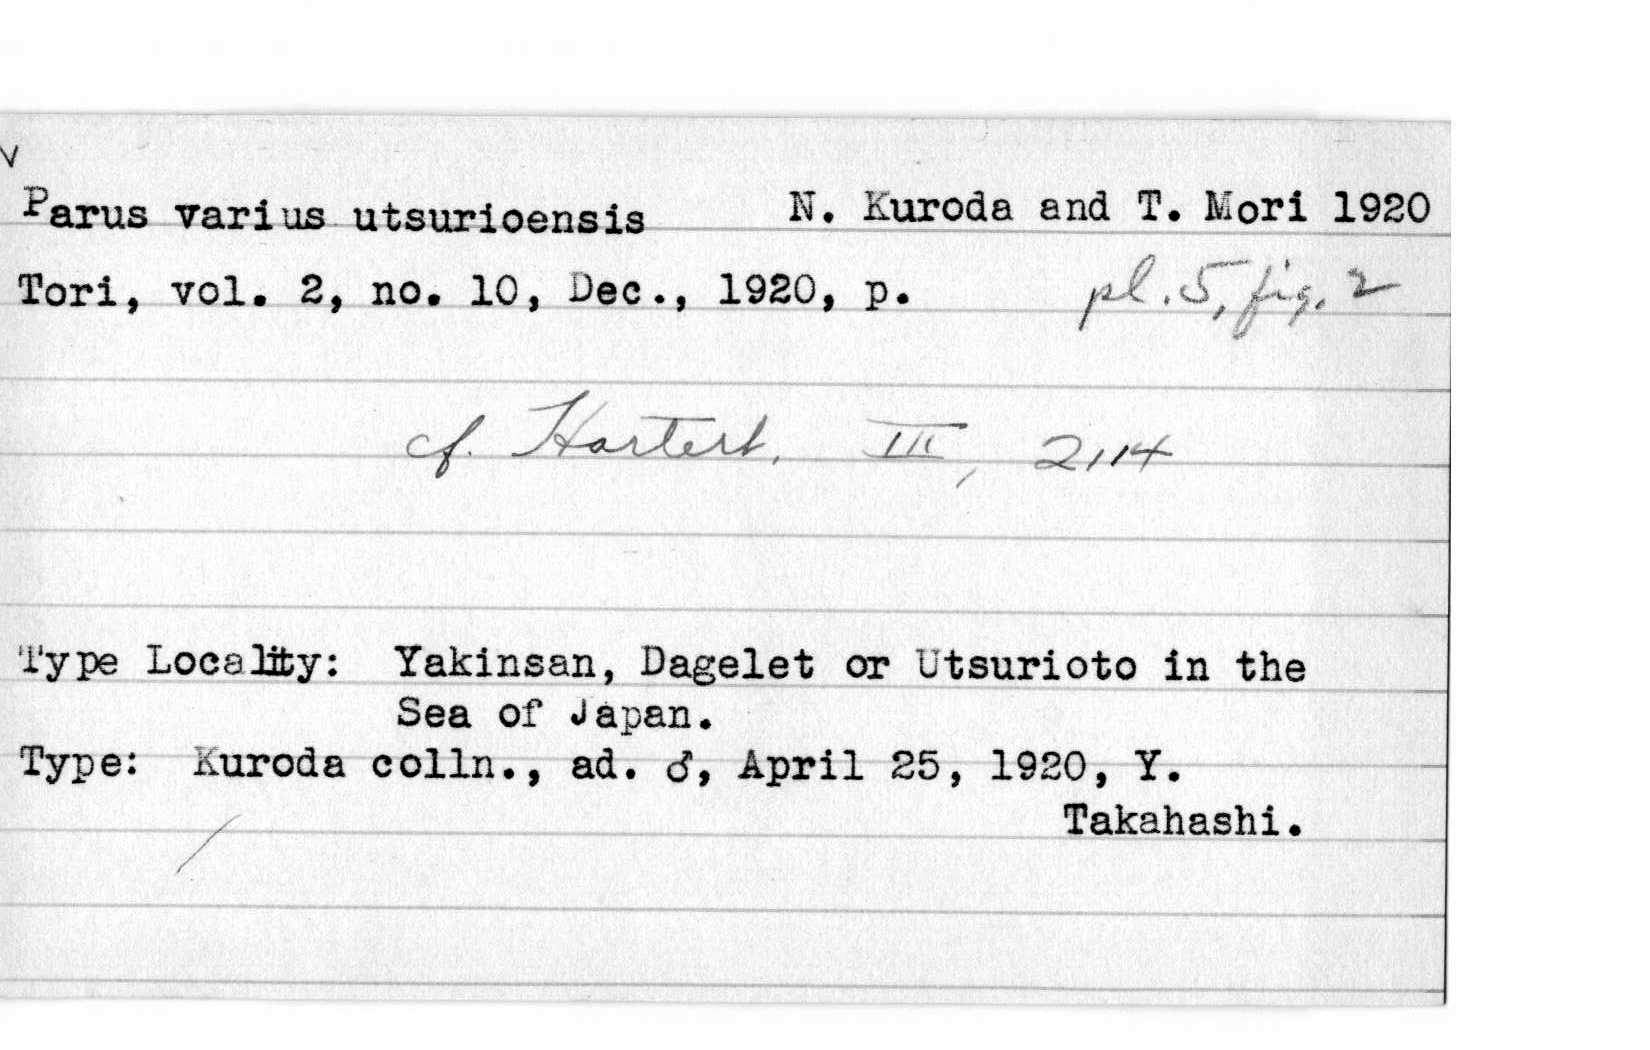 v
Parus varius utsurioensis N. Kuroda and T. Mori 1920
Tori, vol. 2, no. 10, Dec., 1920, p. pl. 5, fig. 2
cf. Hartert, III, 2114
Type Locality: Yakinsan, Dagelet or Utsurioto in the
Sea of Japan.
Type: Kuroda colln., ad. ♂, April 25, 1920, Y.
Takahashi.